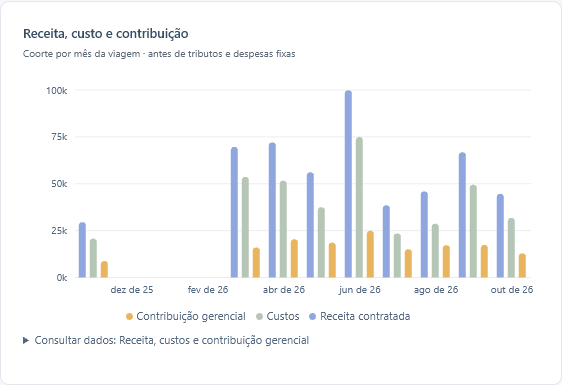 Receita, custo e contribuição
Coorte por mês da viagem · antes de tributos e despesas fixas
100k
75k
50k
25k
0k
dez de 25 fev de 26 abr de 26 jun de 26 ago de 26 out de 26
Contribuição gerencial Custos Receita contratada
Consultar dados: Receita, custos e contribuição gerencial